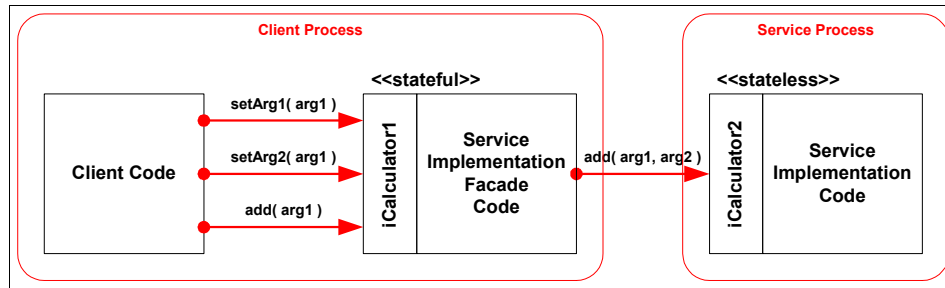 Client Process
Service Process
<<stateful>>
<<stateless>>
Client Code
setArg1( arg1 )
setArg2( arg1 )
add( arg1 )
iCalculator1
Service
Implementation
Facade
Code
add( arg1, arg2 )
iCalculator2
Service
Implementation
Code